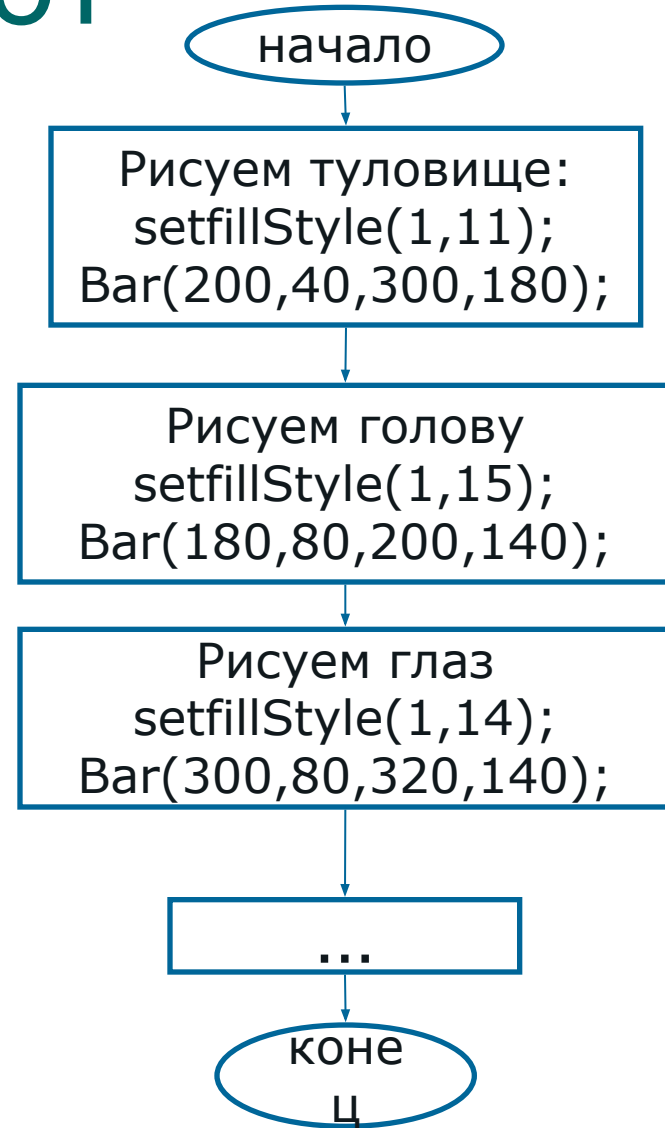 начало
Рисуем туловище:
setfillStyle(1,11);
Bar(200,40,300,180);
Рисуем голову
setfillStyle(1,15);
Bar(180,80,200,140);
Рисуем глаз
setfillStyle(1,14);
Bar(300,80,320,140);
...
коне
ц